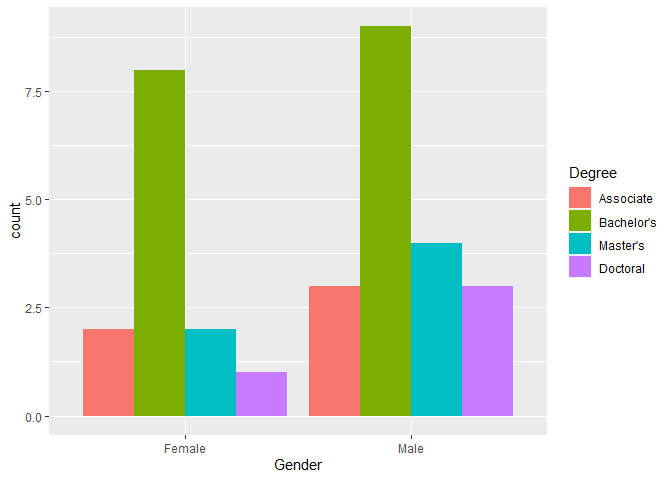 7.5
5.0
2.5
0.0
count
Female
Male
Gender
Degree
Associate
Bachelor's
Master's
Doctoral